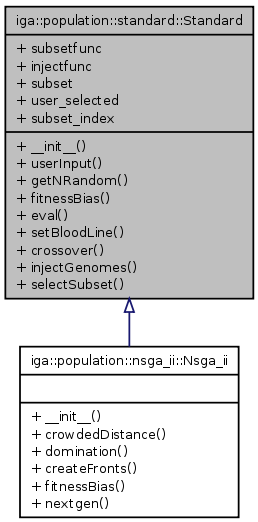 iga::population::standard::Standard
+ subsetfunc
+ injectfunc
+ subset
+ user_selected
+ subset_index
+ __init__()
+ userInput()
+ getNRandom()
+ fitnessBias()
+ eval()
+ setBloodLine()
+ crossover()
+ injectGenomes()
+ selectSubset()
iga::population::nsga_ii::Nsga_ii
+ __init__()
+ crowdedDistance()
+ domination()
+ createFronts()
+ fitnessBias()
+ nextgen()